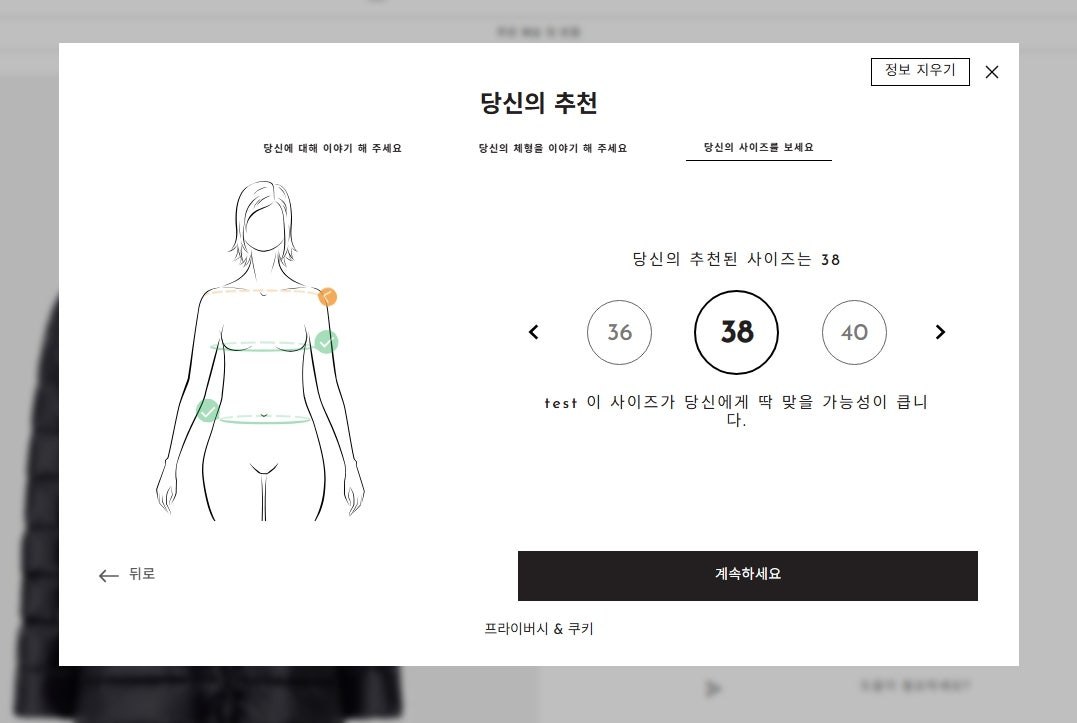 정보 지우기
당신의 추천
당신에 대해 이야기 해 주세요
당신의 체형을 이야기 해 주세요
당신의 사이즈를 보세요
당신의 추천된 사이즈는 38
36
38
40
test 이 사이즈가 당신에게 딱 맞을 가능성이 큽니
다.
뒤로
계속하세요
프라이버시 & 쿠키